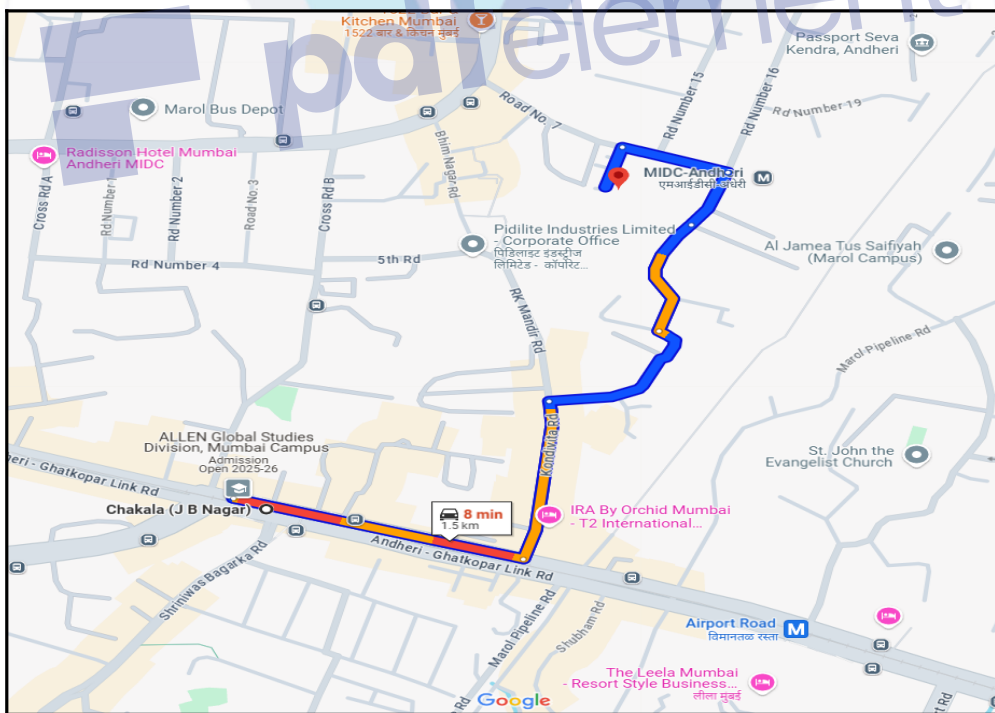 Kitchen Mumbai
1522 बार & किचन मुंबई
patelement
Passport Seva
Kendra, Andheri
Marol Bus Depot
Road No. 7
Rd Number 15
Rd Number 16
Rd Number 19
Radisson Hotel Mumbai
Andheri MIDC
Bhim Nagar Rd
MIDC-Andheri
एमआईडीसी-अंधेरी
M
Cross Rd A
Rd Number 1
Rd Number 2
Road No. 3
Cross Rd B
Pidilite Industries Limited
- Corporate Office
पिडिलाइट इंडस्ट्रीज
लिमिटेड - कॉर्पोरेट...
Al Jamea Tus Saifiyah
(Marol Campus)
Rd Number 4
5th Rd
RK Mandir Rd
Marol Pipeline Rd
ALLEN Global Studies
Division, Mumbai Campus
Admission
Open 2025-26
Kondivita Rd
St. John the
Evangelist Church
heri - Ghatkopar Link Rd
Chakala (J B Nagar)
8 min
1.5 km
IRA By Orchid Mumbai
- T2 International...
Andheri - Ghatkopar Link Rd
Shriniwas Bagarka Rd
Marol Pipeline Rd
Shubham Rd
Airport Road
विमानतळ रस्ता
M
The Leela Mumbai
- Resort Style Business...
लीला मुंबई
Google
Rd
rt Rd